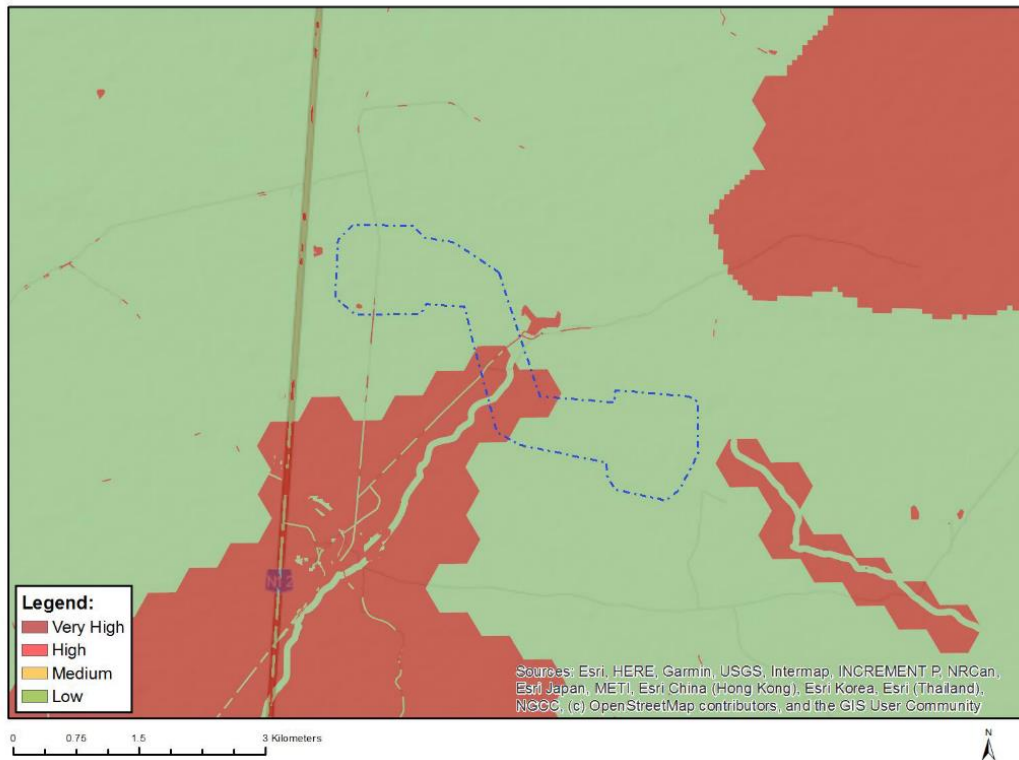 N12
Legend:
Very High
High
Medium
Low
Sources: Esri, HERE, Garmin, USGS, Intermap, INCREMENT P, NRCan,
Esri Japan, METI, Esri China (Hong Kong), Esri Korea, Esri (Thailand),
NGCC, (c) OpenStreetMap contributors, and the GIS User Community
0 0.75 1.5 3 Kilometers
N